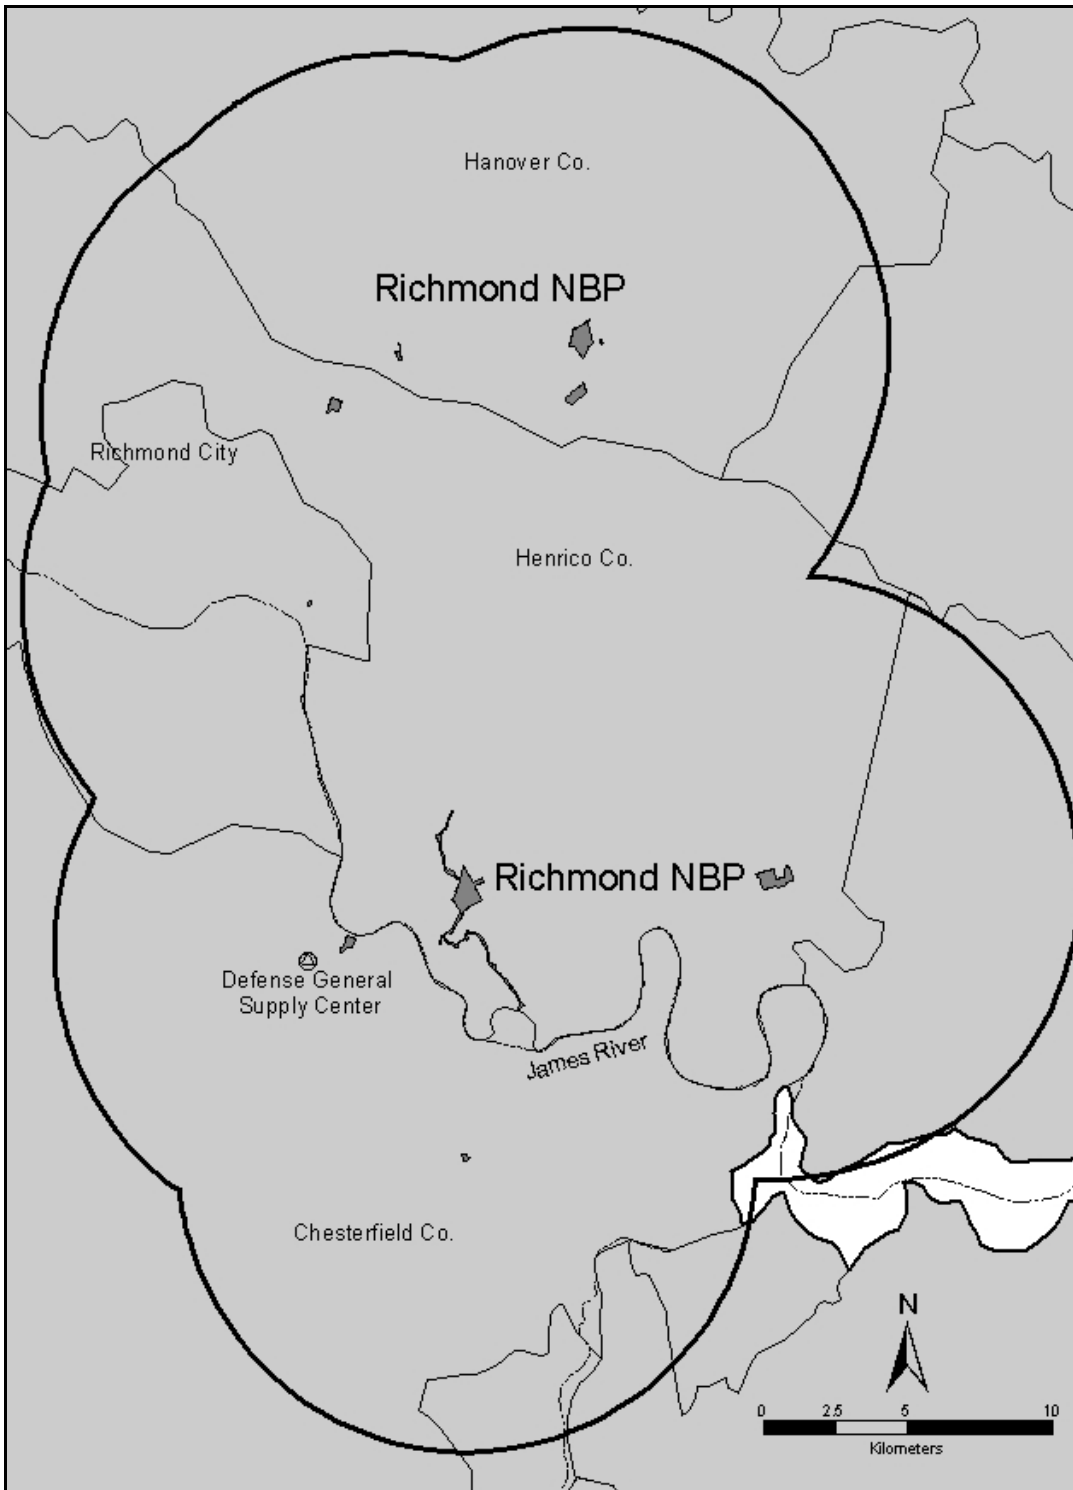 Hanover Co.
Richmond NBP
Richmond City
Henrico Co.
Richmond NBP
Defense General
Supply Center
James River
Chesterfield Co.
N
0 2.5 5 10
Kilometers